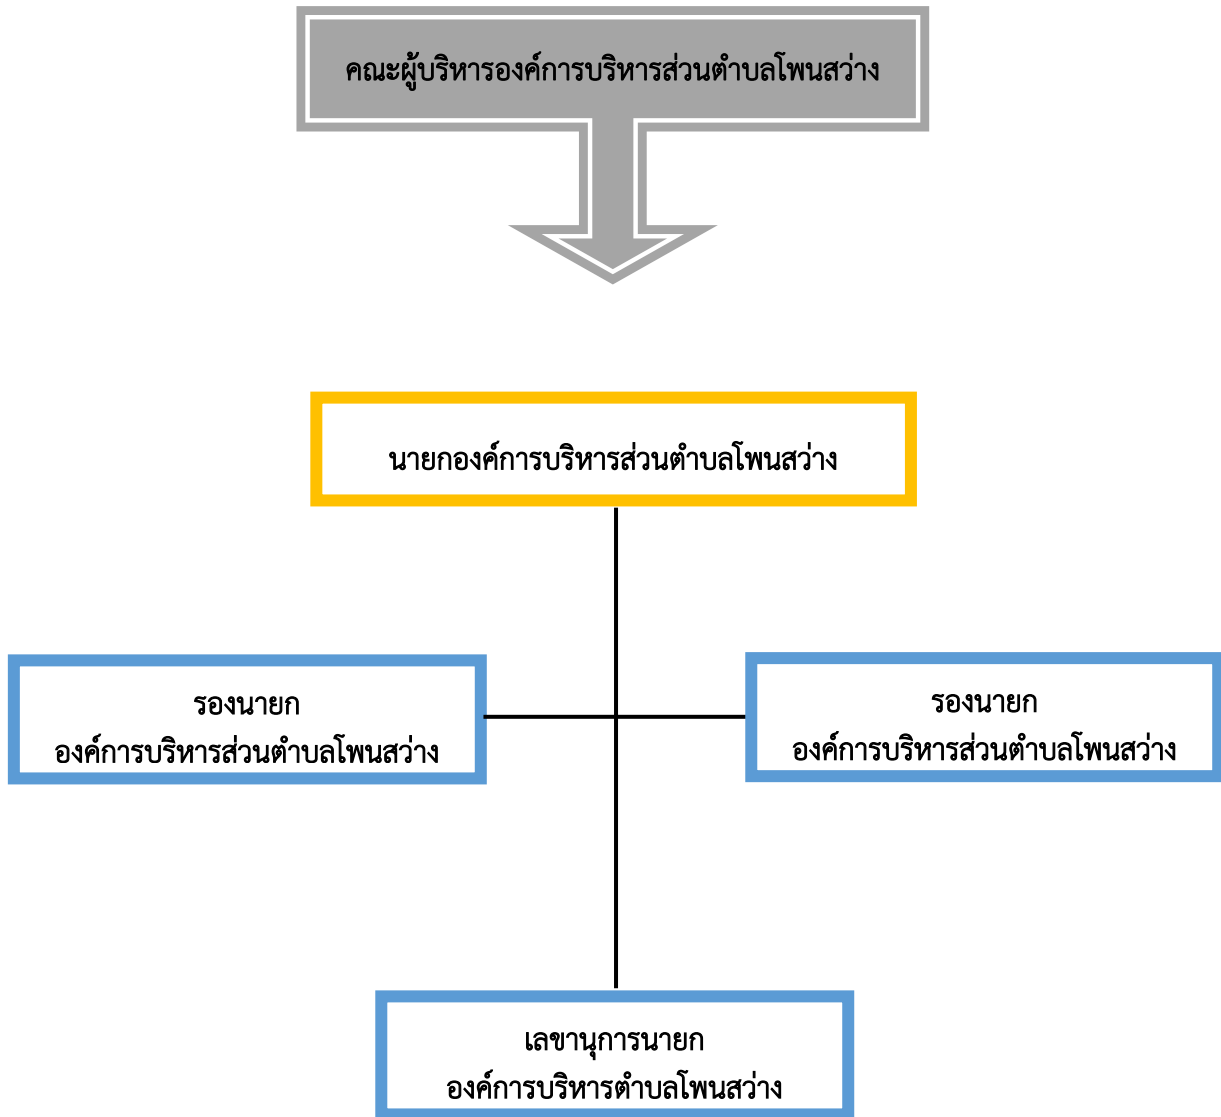 คณะผู้บริหารองค์การบริหารส่วนตำบลโพนสว่าง
นายกองค์การบริหารส่วนตำบลโพนสว่าง
รองนายก
องค์การบริหารส่วนตำบลโพนสว่าง
รองนายก
องค์การบริหารส่วนตำบลโพนสว่าง
เลขานุการนายก
องค์การบริหารตำบลโพนสว่าง